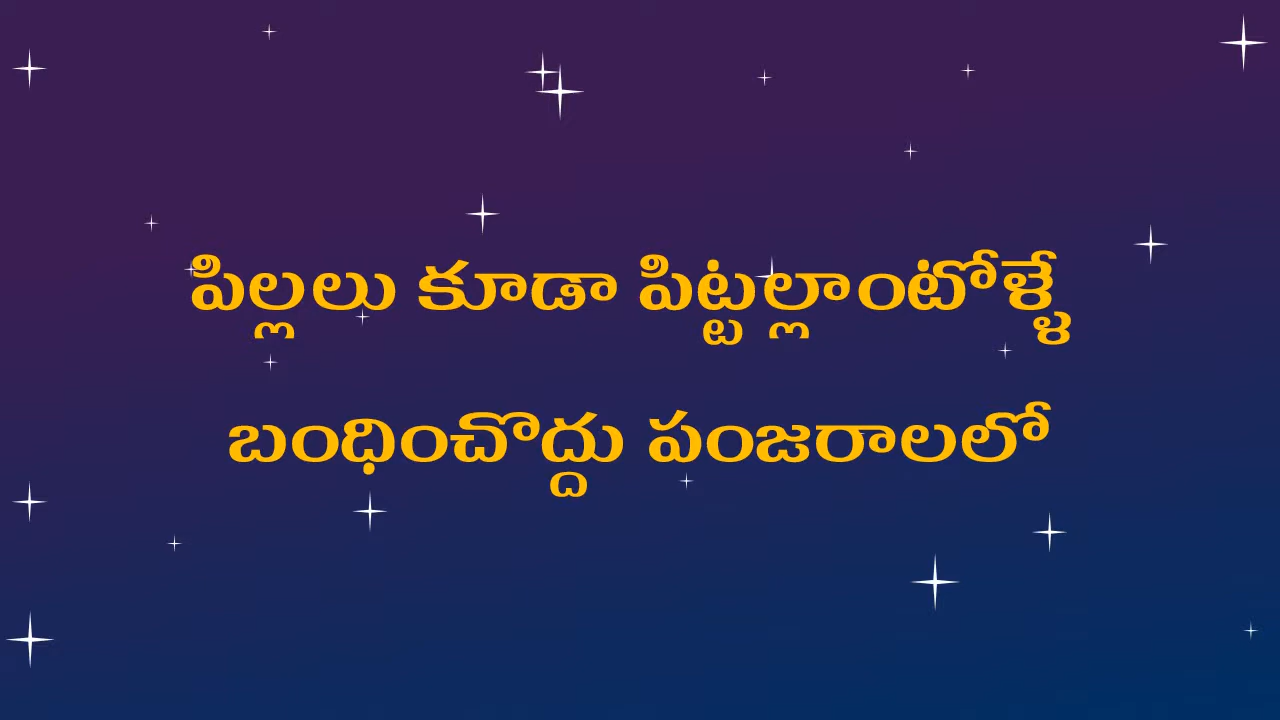 పిల్లలు కూడా పిట్టల్లాంటోళ్ళే
బంధించొద్దు పంజరాలలో